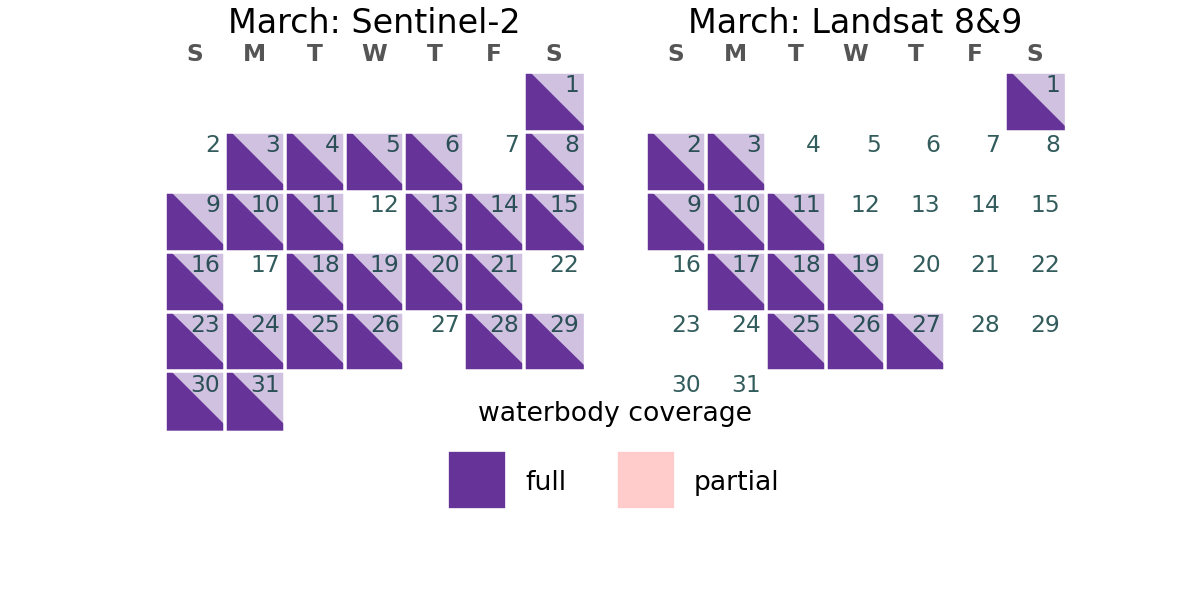 March: Sentinel-2
S M T W T F S
1
2 3 4 5 6 7 8
9 10 11 12 13 14 15
16 17 18 19 20 21 22
23 24 25 26 27 28 29
30 31
March: Landsat 8&9
S M T W T F S
1
2 3 4 5 6 7 8
9 10 11 12 13 14 15
16 17 18 19 20 21 22
23 24 25 26 27 28 29
30 31
waterbody coverage
full partial